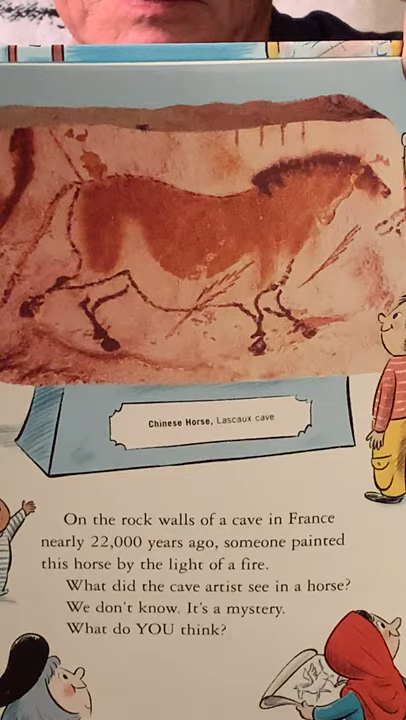 Chinese Horse, Lascaux cave
On the rock walls of a cave in France
nearly 22,000 years ago, someone painted
this horse by the light of a fire.
What did the cave artist see in a horse?
We don't know. It's a mystery.
What do YOU think?